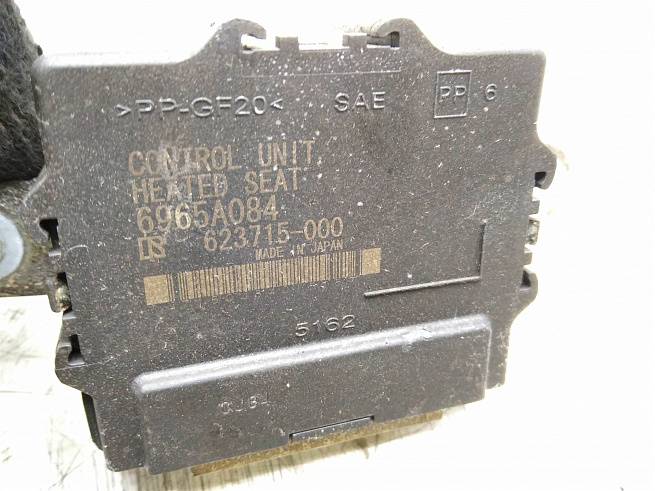 >PP-GF20< SAE PP 6
CONTROL UNIT,
HEATED SEAT
6965A084
623715-000
MADE IN JAPAN
5162